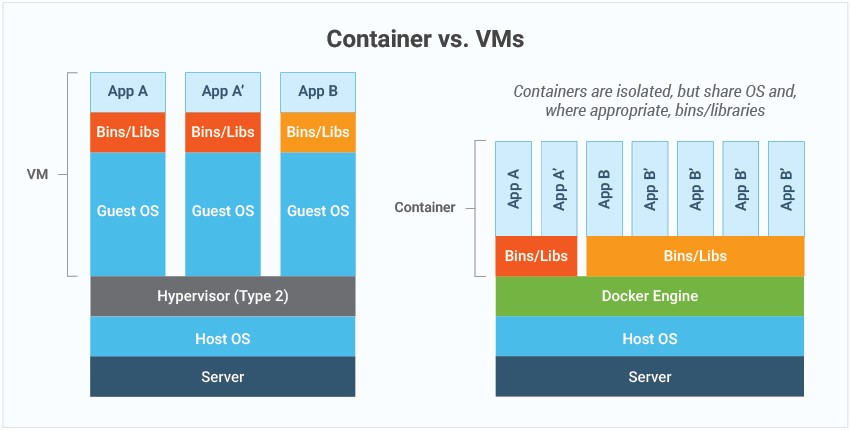 Container vs. VMs
VM
App A
App A’
App B
Bins/Libs
Bins/Libs
Bins/Libs
Guest OS
Guest OS
Guest OS
Hypervisor (Type 2)
Host OS
Server
Containers are isolated, but share OS and,
where appropriate, bins/libraries
Container
App A
App A’
App B
App B’
App B’
App B’
App B’
Bins/Libs
Bins/Libs
Docker Engine
Host OS
Server